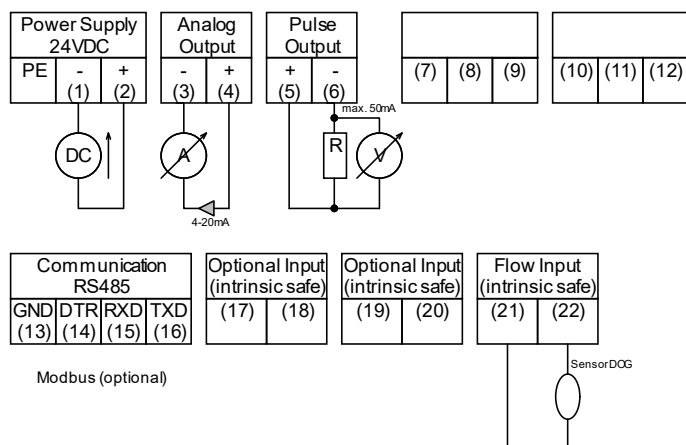 Power Supply
24VDC
PE - +
(1) (2)
Analog
Output
- +
(3) (4)
Pulse
Output
+ -
(5) (6)
(7) (8) (9)
(10) (11) (12)
max. 50mA
DC
A
R
V
4-20mA
Communication
RS485
GND DTR RXD TXD
(13) (14) (15) (16)
Optional Input
(intrinsic safe)
(17) (18)
Optional Input
(intrinsic safe)
(19) (20)
Flow Input
(intrinsic safe)
(21) (22)
Sensor DOG
Modbus (optional)